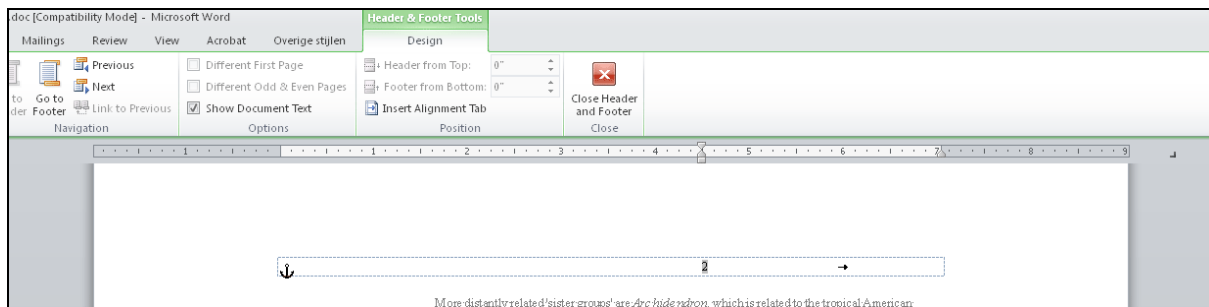 .doc [Compatibility Mode] - Microsoft Word
Header & Footer Tools
Mailings Review View Acrobat Overige stijlen Design
Previous Different First Page Header from Top: 0"
to Go to Next Different Odd & Even Pages Footer from Bottom: 0" Close Header
der Footer Link to Previous Show Document Text Insert Alignment Tab and Footer
Navigation Options Position Close
1 1 2 3 4 5 6 7 8 9
2
More distantly related 'sister groups' are Archidendron, which is related to the tropical American